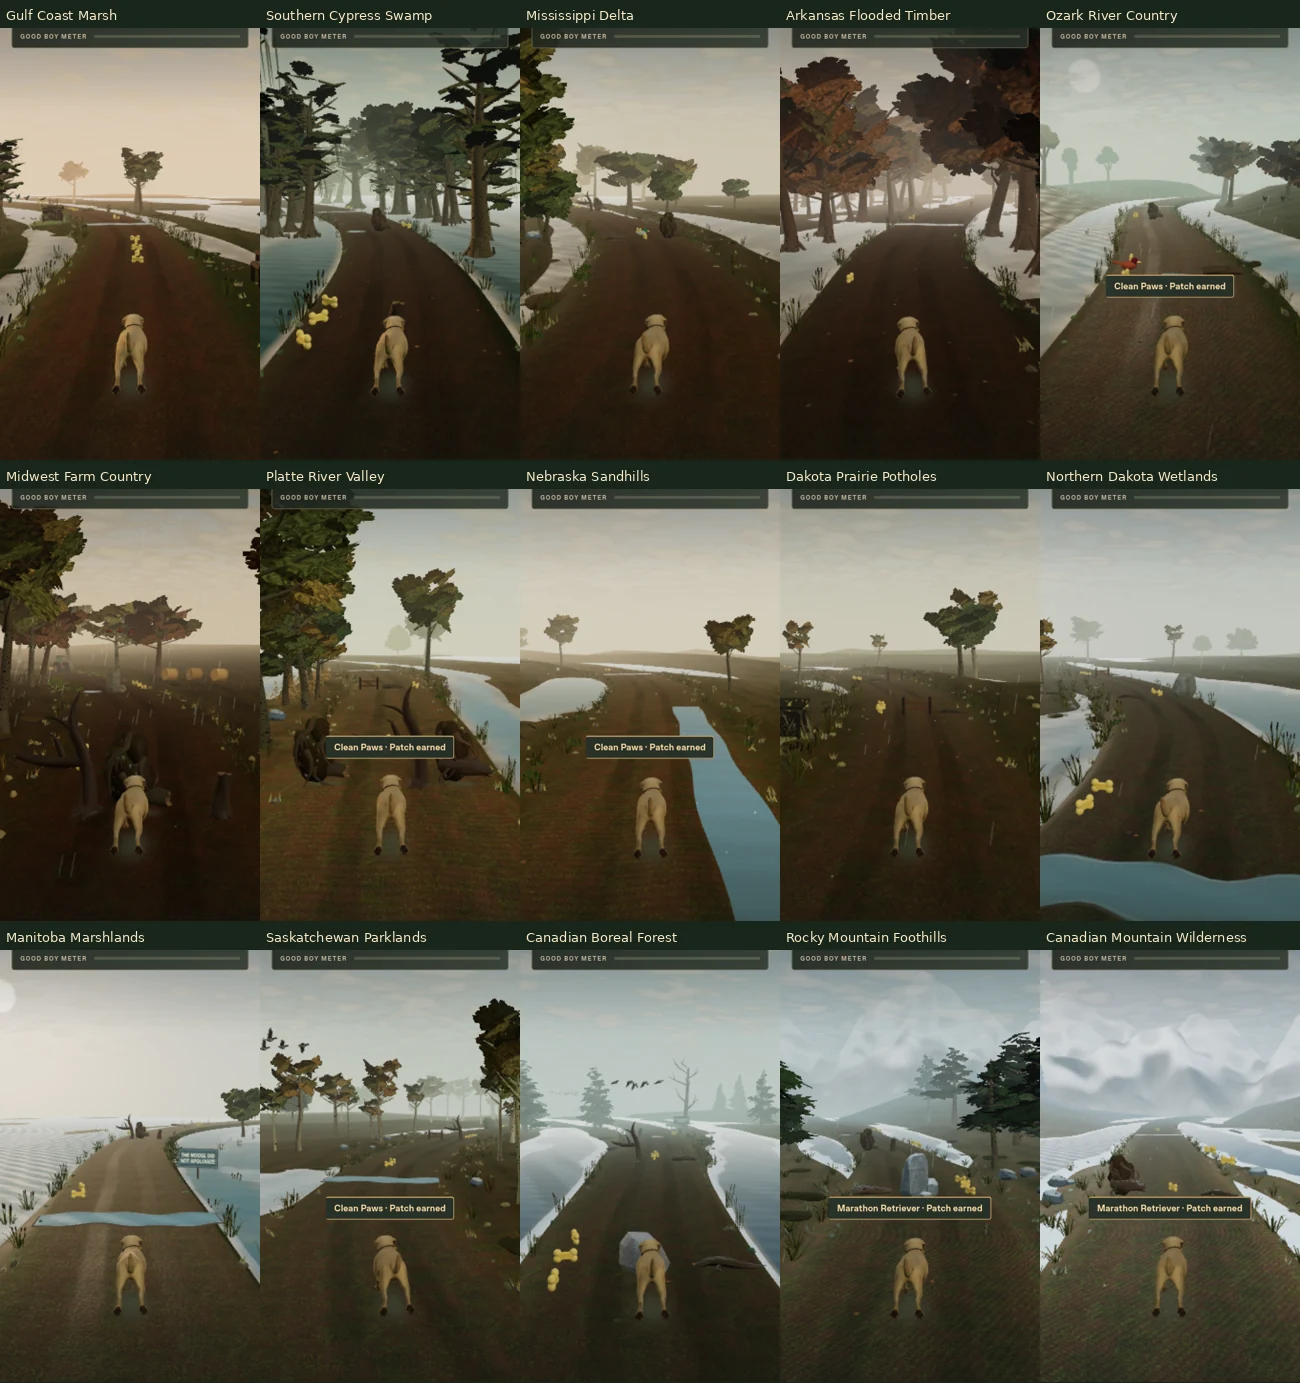 Gulf Coast Marsh
Southern Cypress Swamp
Mississippi Delta
Arkansas Flooded Timber
Ozark River Country
GOOD BOY METER
GOOD BOY METER
GOOD BOY METER
GOOD BOY METER
GOOD BOY METER
Clean Paws · Patch earned
Midwest Farm Country
Platte River Valley
Nebraska Sandhills
Dakota Prairie Potholes
Northern Dakota Wetlands
GOOD BOY METER
GOOD BOY METER
GOOD BOY METER
GOOD BOY METER
GOOD BOY METER
Clean Paws · Patch earned
Clean Paws · Patch earned
Manitoba Marshlands
Saskatchewan Parklands
Canadian Boreal Forest
Rocky Mountain Foothills
Canadian Mountain Wilderness
GOOD BOY METER
GOOD BOY METER
GOOD BOY METER
GOOD BOY METER
GOOD BOY METER
THE MOOSE DID
NOT APOLOGIZE
Clean Paws · Patch earned
Marathon Retriever · Patch earned
Marathon Retriever · Patch earned